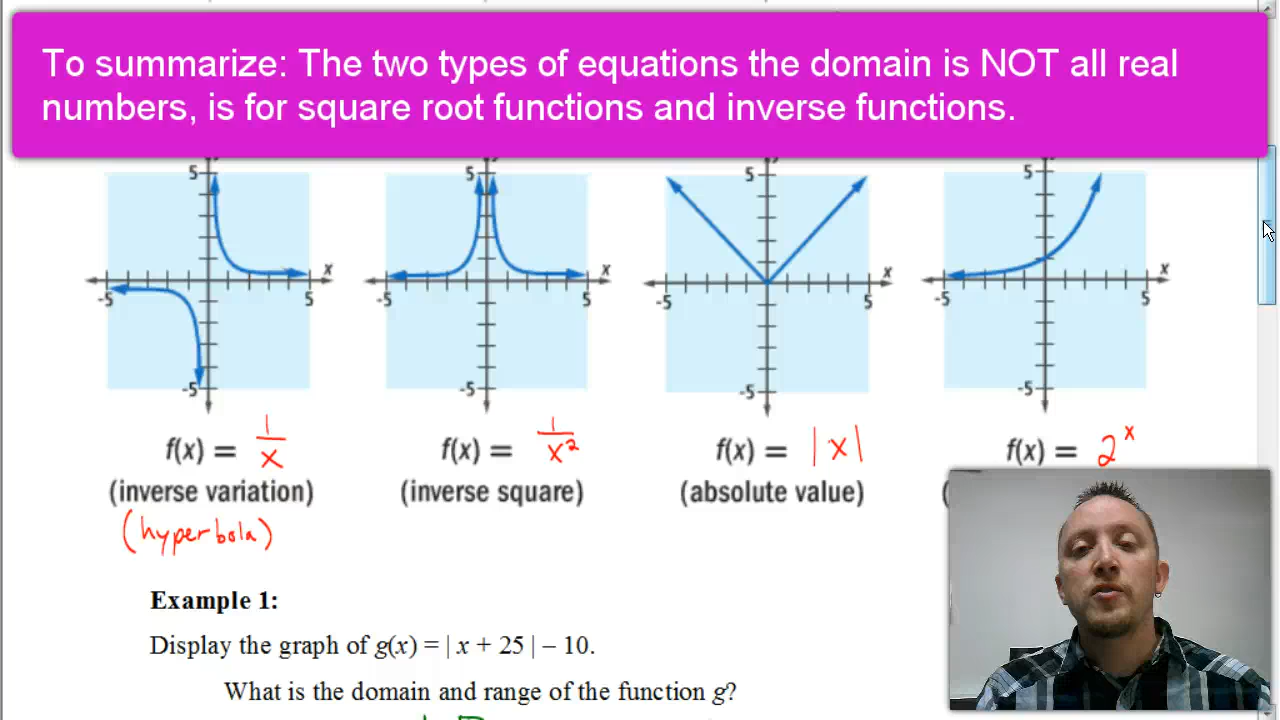 To summarize: The two types of equations the domain is NOT all real
numbers, is for square root functions and inverse functions.
5 5 5 5
x x x x
-5 5 -5 5 -5 5 -5 5
-5 -5 -5 -5
f(x) = 1/x f(x) = 1/x² f(x) = |x| f(x) = 2^x
(inverse variation) (inverse square) (absolute value) (
(hyperbola)
Example 1:
Display the graph of g(x) = | x + 25 | – 10.
What is the domain and range of the function g?